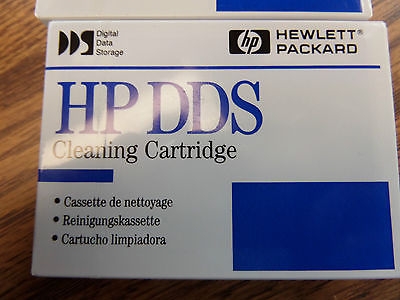 DDS Digital
Data
Storage
hp HEWLETT®
PACKARD
HP DDS
Cleaning Cartridge
• Cassette de nettoyage
• Reinigungskassette
• Cartucho limpiadora